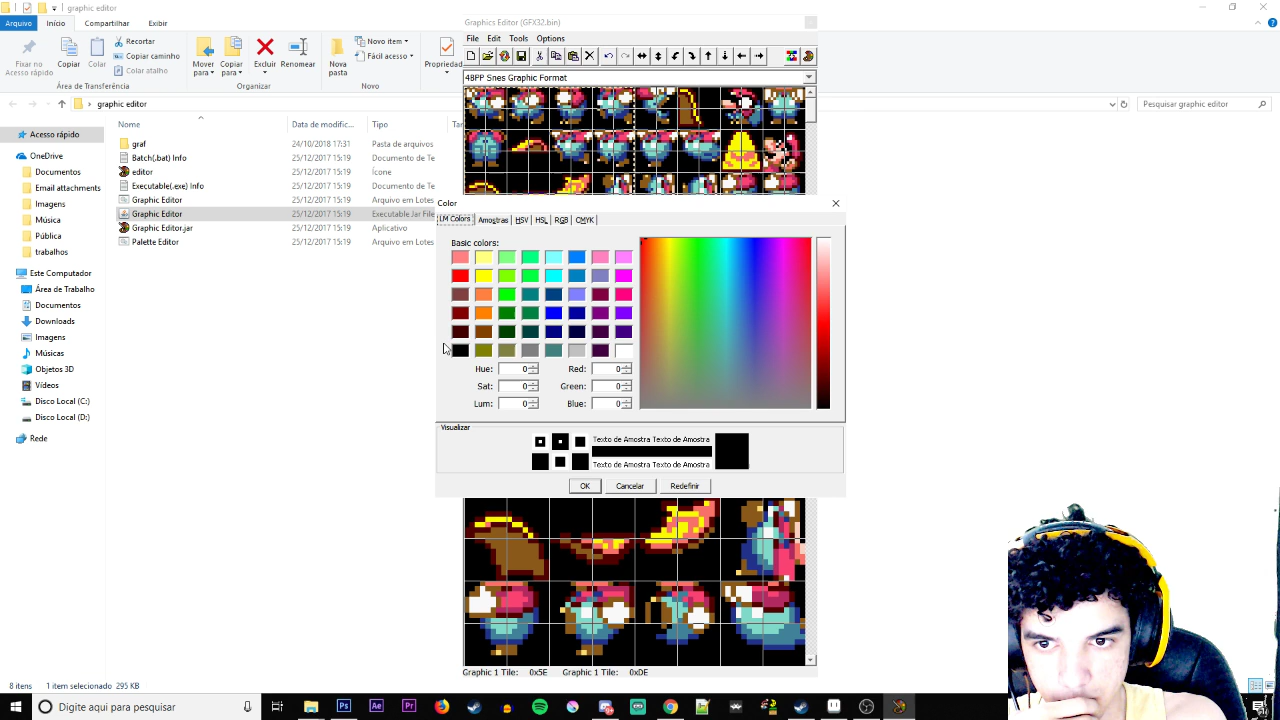 graphic editor
Graphics Editor (GFX32.bin)
Arquivo
Início
Compartilhar
Exibir
File
Edit
Tools
Options
Fixar no
Acesso rápido
Copiar
Colar
Recortar
Copiar caminho
Colar atalho
Mover
para
Copiar
para
Excluir
Renomear
Nova
pasta
Novo item
Fácil acesso
Propriedad
Área de Transferência
Organizar
Novo
4BPP Snes Graphic Format
graphic editor
Pesquisar graphic editor
Nome
Data de modific...
Tipo
Ta
Acesso rápido
OneDrive
Documentos
Email attachments
Imagens
Música
Pública
trabalhos
Este Computador
Área de Trabalho
Documentos
Downloads
Imagens
Músicas
Objetos 3D
Vídeos
Disco Local (C:)
Disco Local (D:)
Rede
graf 24/10/2018 17:31 Pasta de arquivos
Batch(.bat) Info 25/12/2017 15:19 Documento de Te
editor 25/12/2017 15:19 Ícone
Executable(.exe) Info 25/12/2017 15:19 Documento de Te
Graphic Editor 25/12/2017 15:19 Arquivo em Lotes
Graphic Editor 25/12/2017 15:19 Executable Jar File
Graphic Editor.jar 25/12/2017 15:19 Aplicativo
Palette Editor 25/12/2017 15:19 Arquivo em Lotes
Color
LM Colors
Amostras
HSV
HSL
RGB
CMYK
Basic colors:
Hue: 0 Red: 0
Sat: 0 Green: 0
Lum: 0 Blue: 0
Visualizar
Texto de Amostra Texto de Amostra
Texto de Amostra Texto de Amostra
OK
Cancelar
Redefinir
Graphic 1 Tile: 0x5E Graphic 1 Tile: 0xDE
8 itens 1 item selecionado 295 KB
Digite aqui para pesquisar